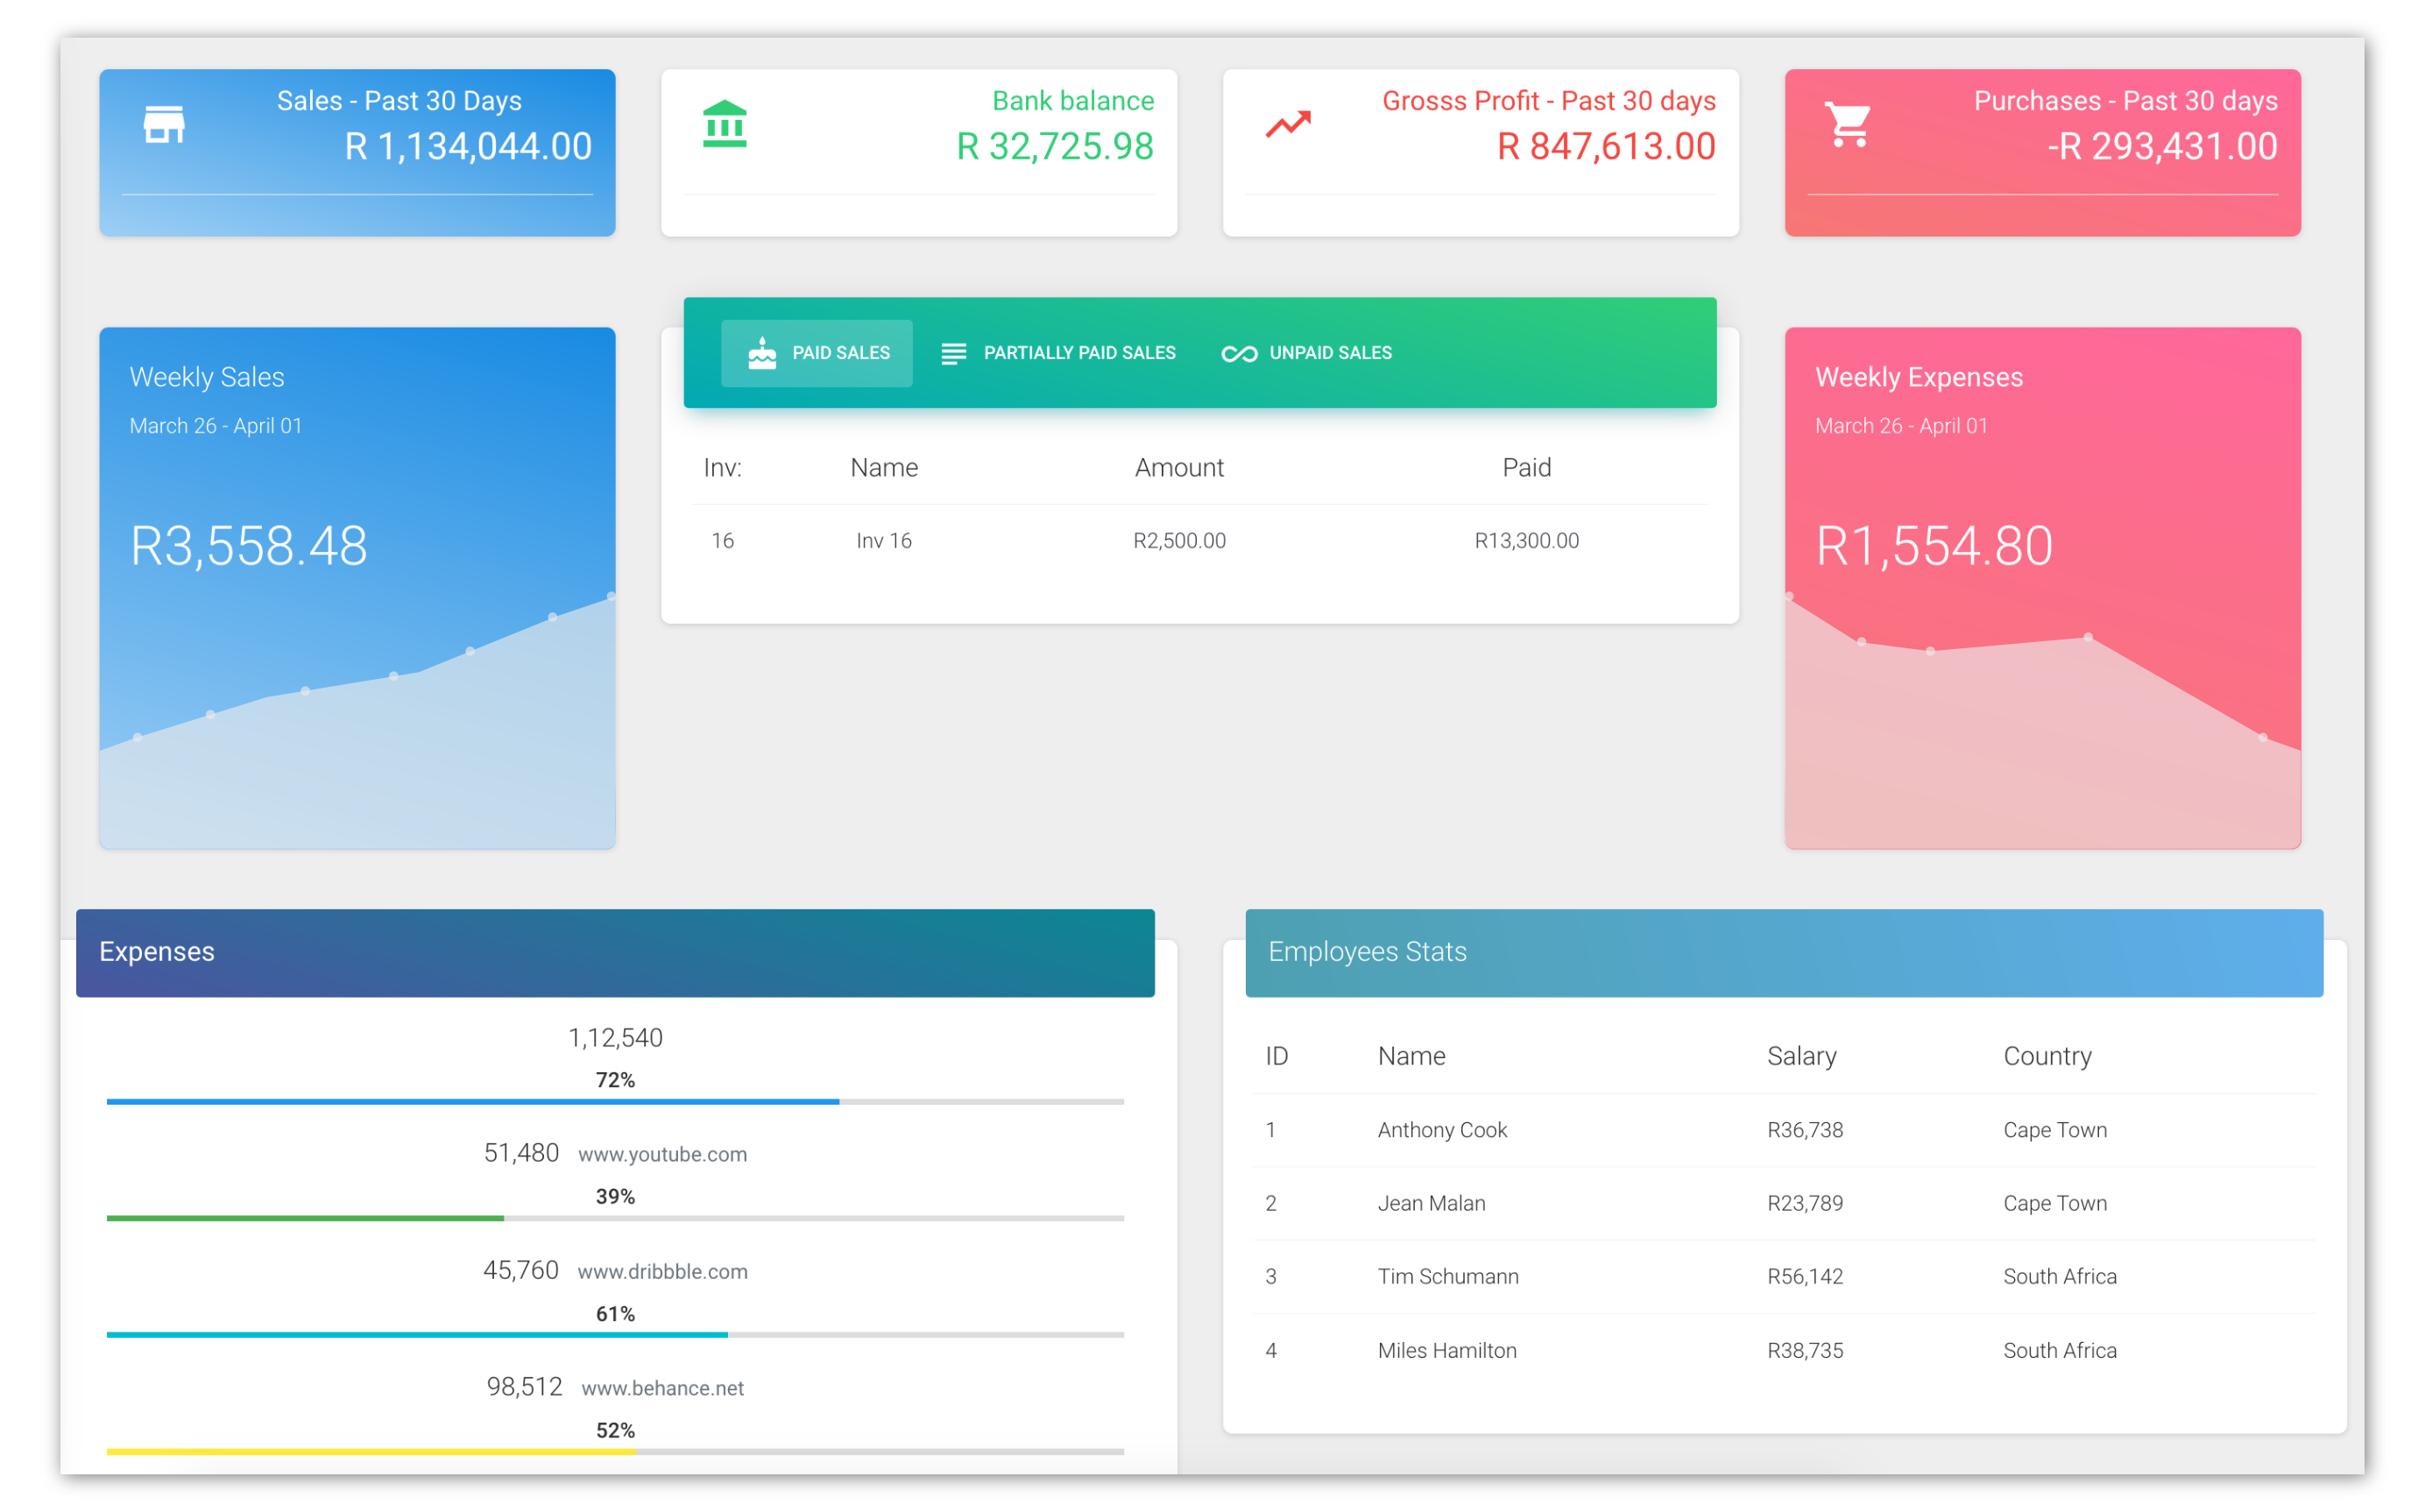 Sales - Past 30 Days
R 1,134,044.00
Bank balance
R 32,725.98
Grosss Profit - Past 30 days
R 847,613.00
Purchases - Past 30 days
-R 293,431.00
Weekly Sales
March 26 - April 01
R3,558.48
PAID SALES PARTIALLY PAID SALES UNPAID SALES
Inv: Name Amount Paid
16 Inv 16 R2,500.00 R13,300.00
Weekly Expenses
March 26 - April 01
R1,554.80
Expenses
1,12,540
72%
51,480 www.youtube.com
39%
45,760 www.dribbble.com
61%
98,512 www.behance.net
52%
Employees Stats
ID Name Salary Country
1 Anthony Cook R36,738 Cape Town
2 Jean Malan R23,789 Cape Town
3 Tim Schumann R56,142 South Africa
4 Miles Hamilton R38,735 South Africa